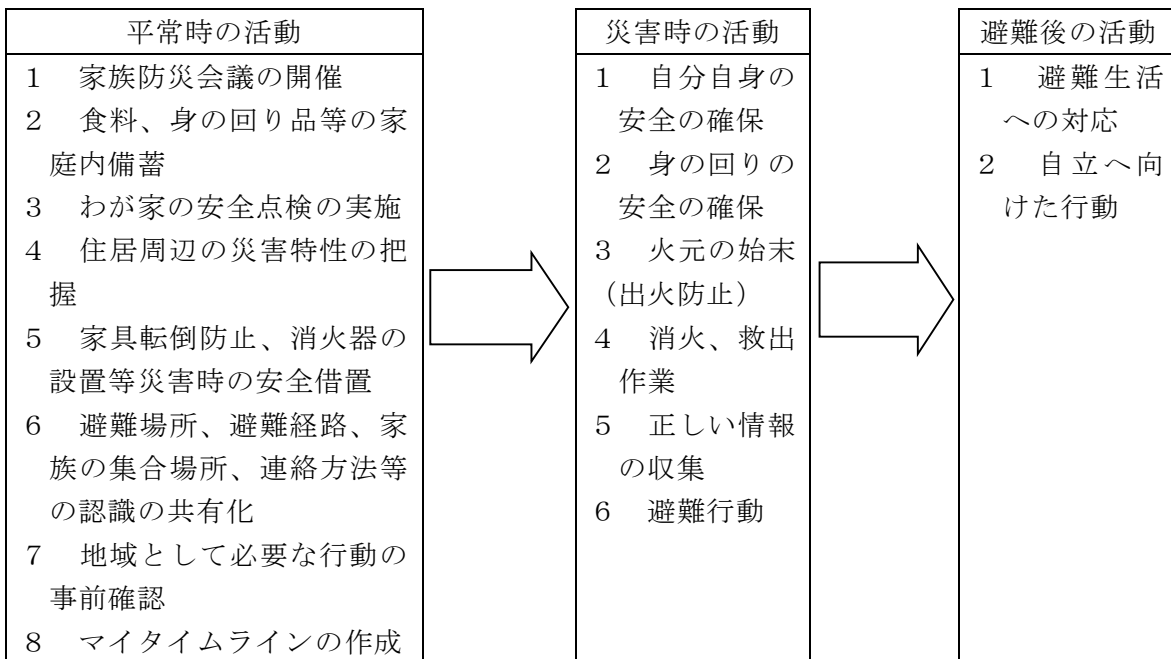 平常時の活動
1 家族防災会議の開催
2 食料、身の回り品等の家
庭内備蓄
3 わが家の安全点検の実施
4 住居周辺の災害特性の把
握
5 家具転倒防止、消火器の
設置等災害時の安全借置
6 避難場所、避難経路、家
族の集合場所、連絡方法等
の認識の共有化
7 地域として必要な行動の
事前確認
8 マイタイムラインの作成
災害時の活動
1 自分自身の
安全の確保
2 身の回りの
安全の確保
3 火元の始末
（出火防止）
4 消火、救出
作業
5 正しい情報
の収集
6 避難行動
避難後の活動
1 避難生活
への対応
2 自立へ向
けた行動